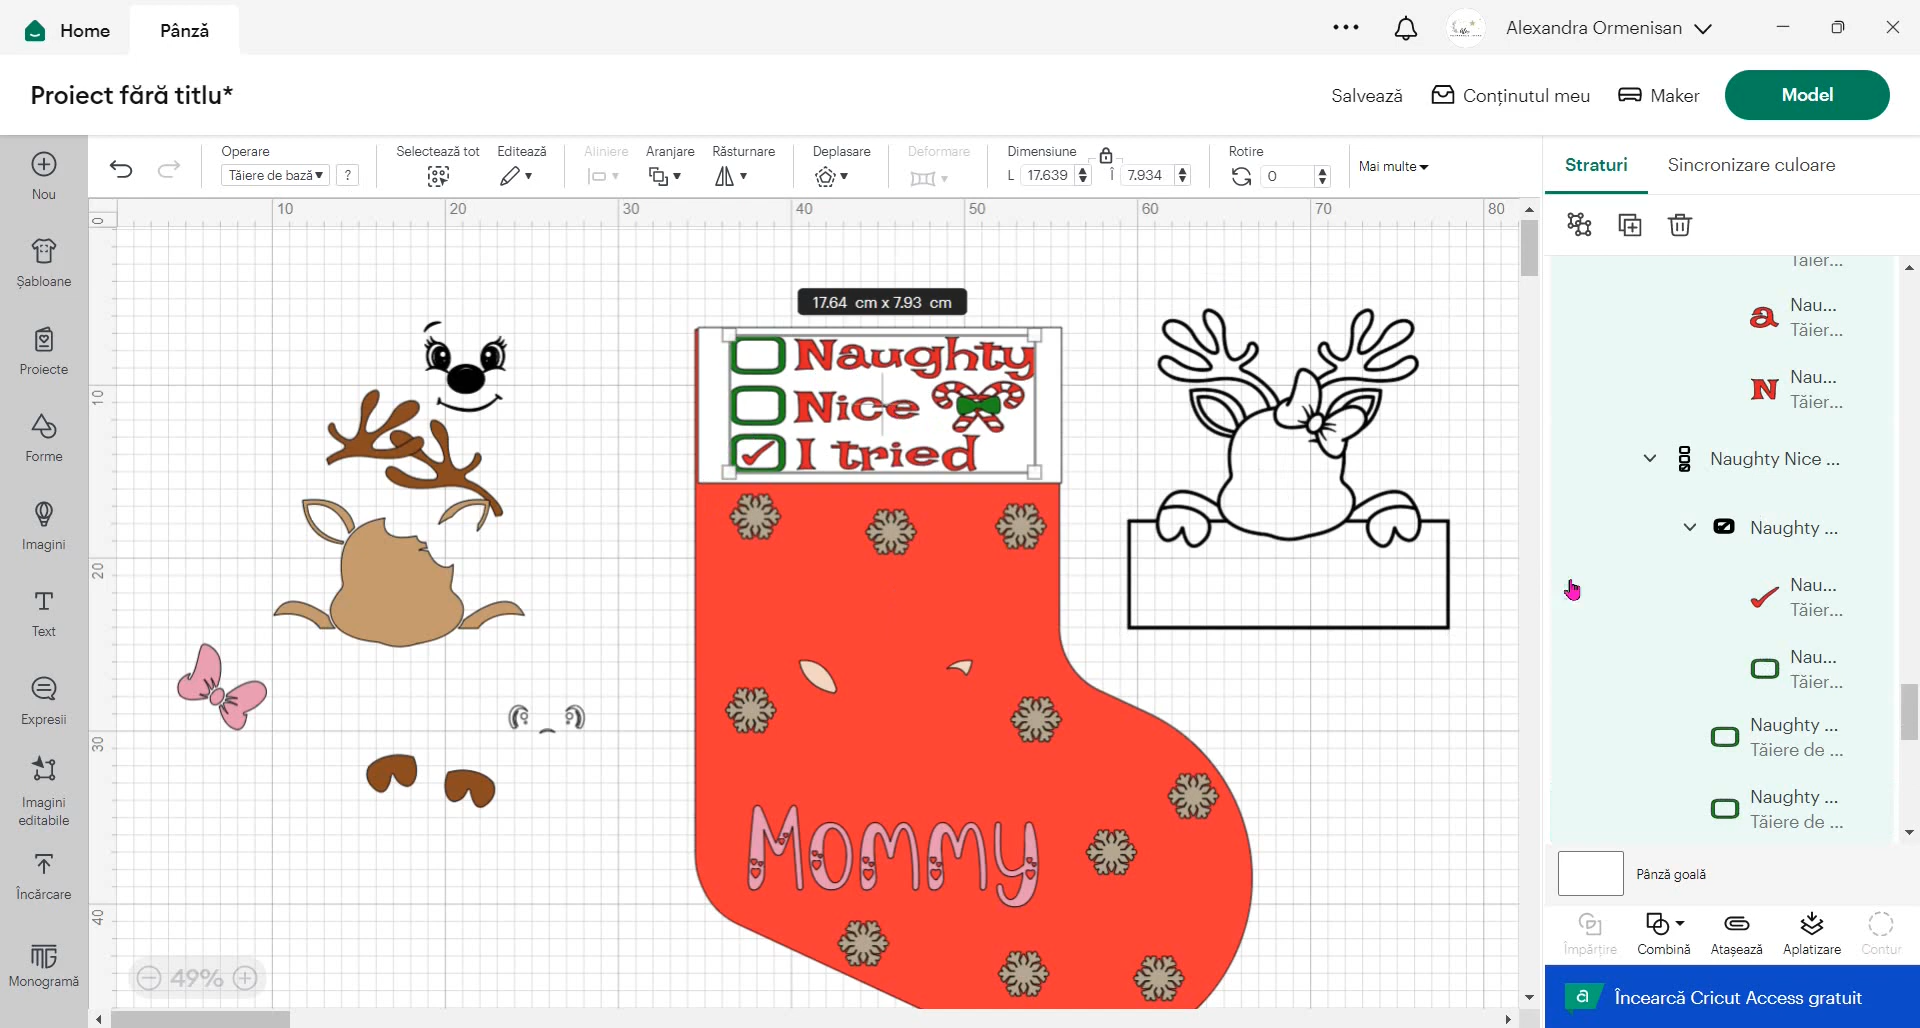 Home
Pânză
Alexandra Ormenisan
Proiect fără titlu*
Salvează
Conținutul meu
Maker
Model
Nou
Șabloane
Proiecte
Forme
Imagini
Text
Expresii
Imagini
editabile
Încărcare
Monogramă
Operare
Tăiere de bază
?
Selectează tot
Editează
Aliniere
Aranjare
Răsturnare
Deplasare
Deformare
Dimensiune
L 17.639
Î 7.934
Rotire
0
Mai multe
0
10
20
30
40
50
60
70
80
10
20
30
40
17.64 cm x 7.93 cm
Naughty
Nice
I tried
Mommy
49%
Straturi
Sincronizare culoare
Tăier...
a
Nau...
Tăier...
N
Nau...
Tăier...
Naughty Nice ...
Naughty ...
Nau...
Tăier...
Nau...
Tăier...
Naughty ...
Tăiere de ...
Naughty ...
Tăiere de ...
Pânză goală
Împărțire
Combină
Atașează
Aplatizare
Contur
a
Încearcă Cricut Access gratuit